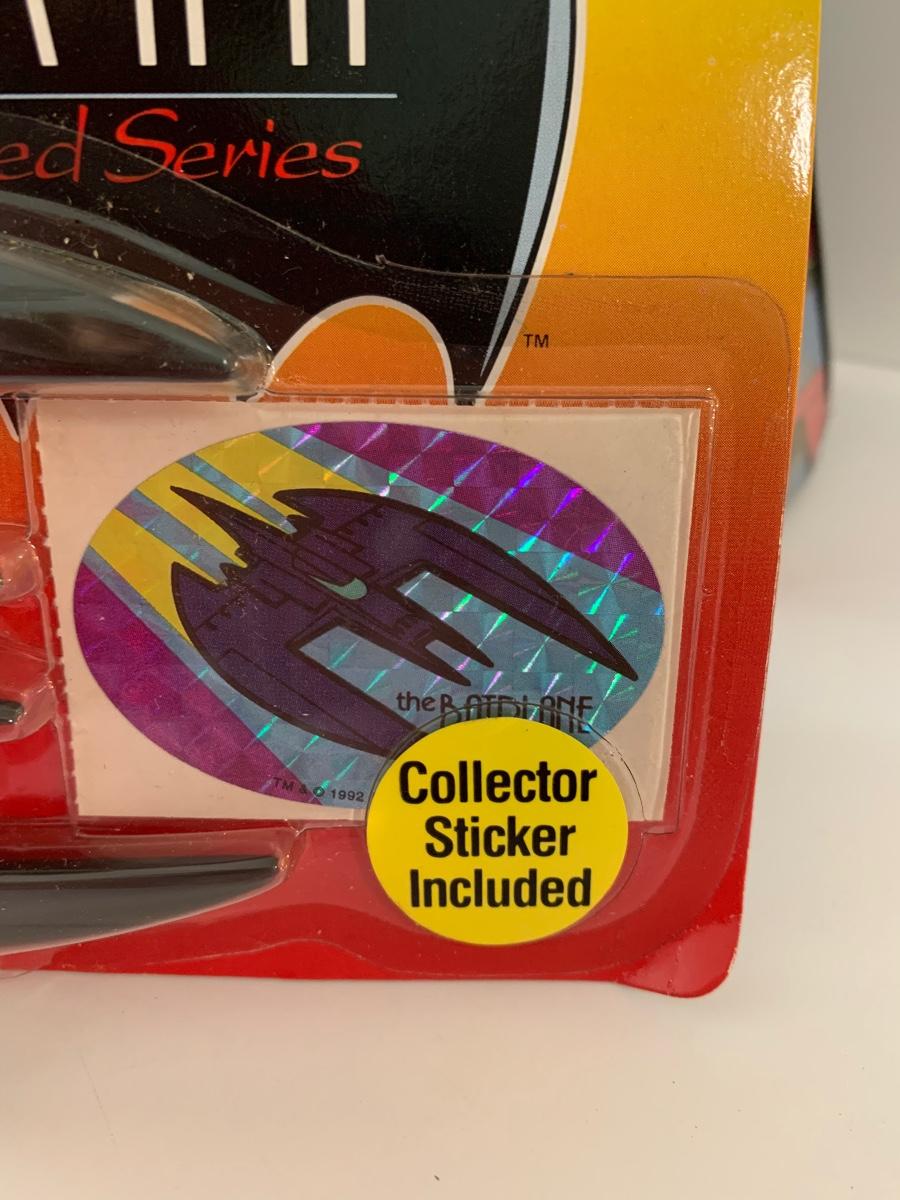 ed Series
TM
the BATPLANE
TM & © 1992
Collector
Sticker
Included